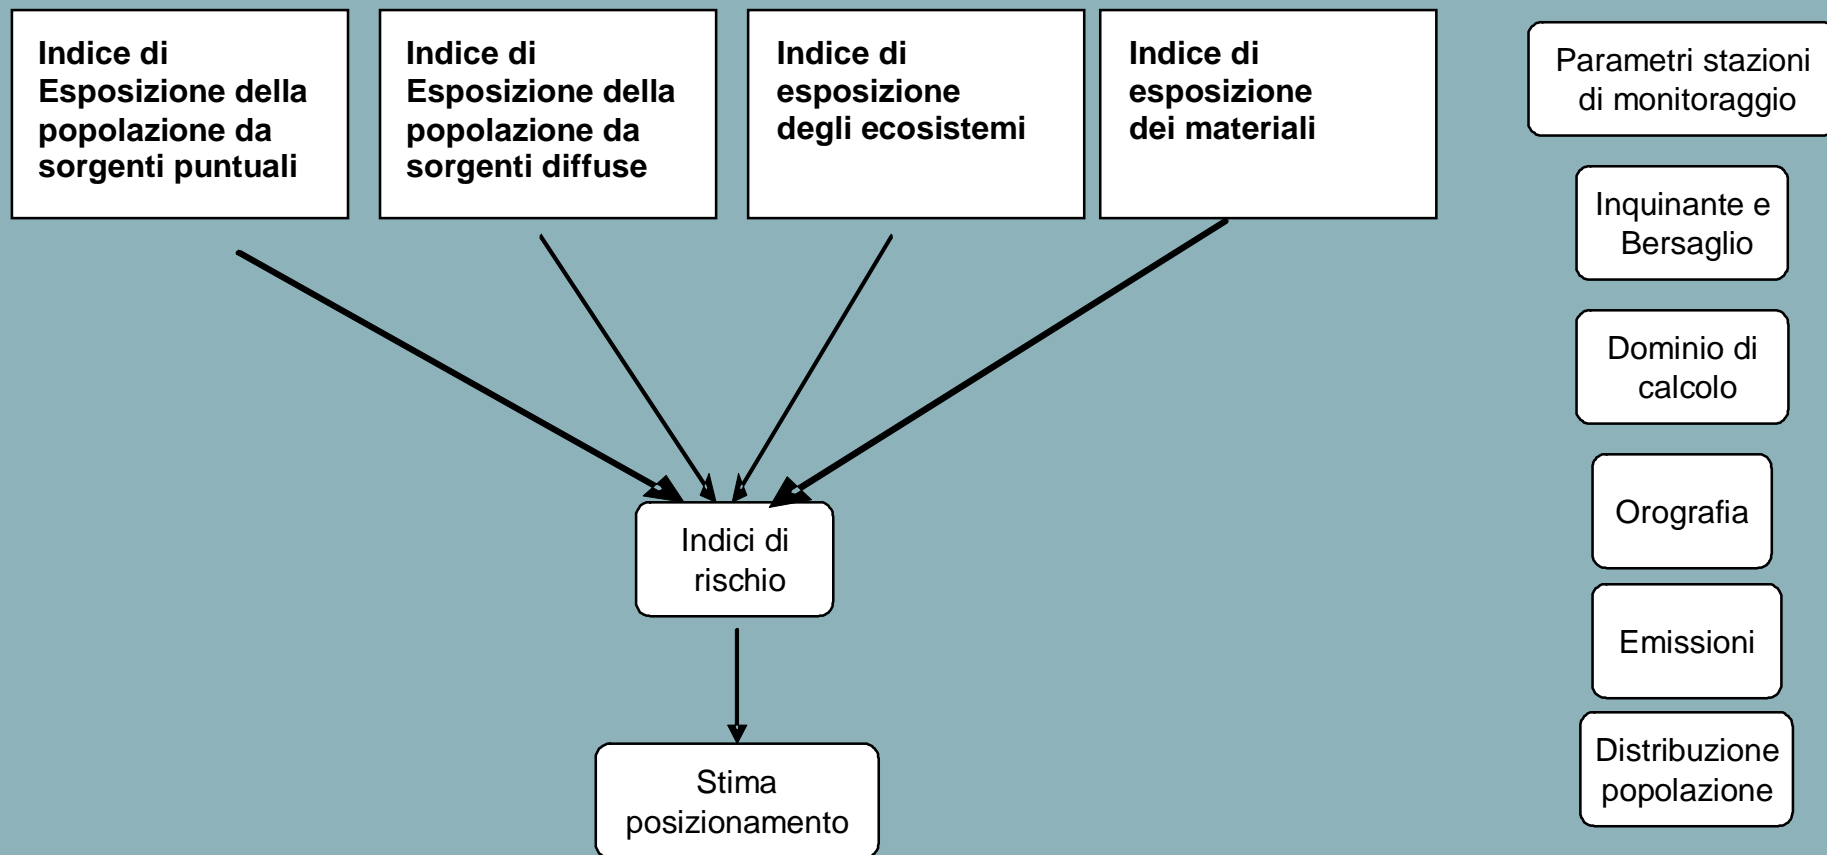 Indice di
Esposizione della
popolazione da
sorgenti puntuali
Indice di
Esposizione della
popolazione da
sorgenti diffuse
Indice di
esposizione
degli ecosistemi
Indice di
esposizione
dei materiali
Parametri stazioni
di monitoraggio
Inquinante e
Bersaglio
Dominio di
calcolo
Orografia
Emissioni
Distribuzione
popolazione
Indici di
rischio
Stima
posizionamento